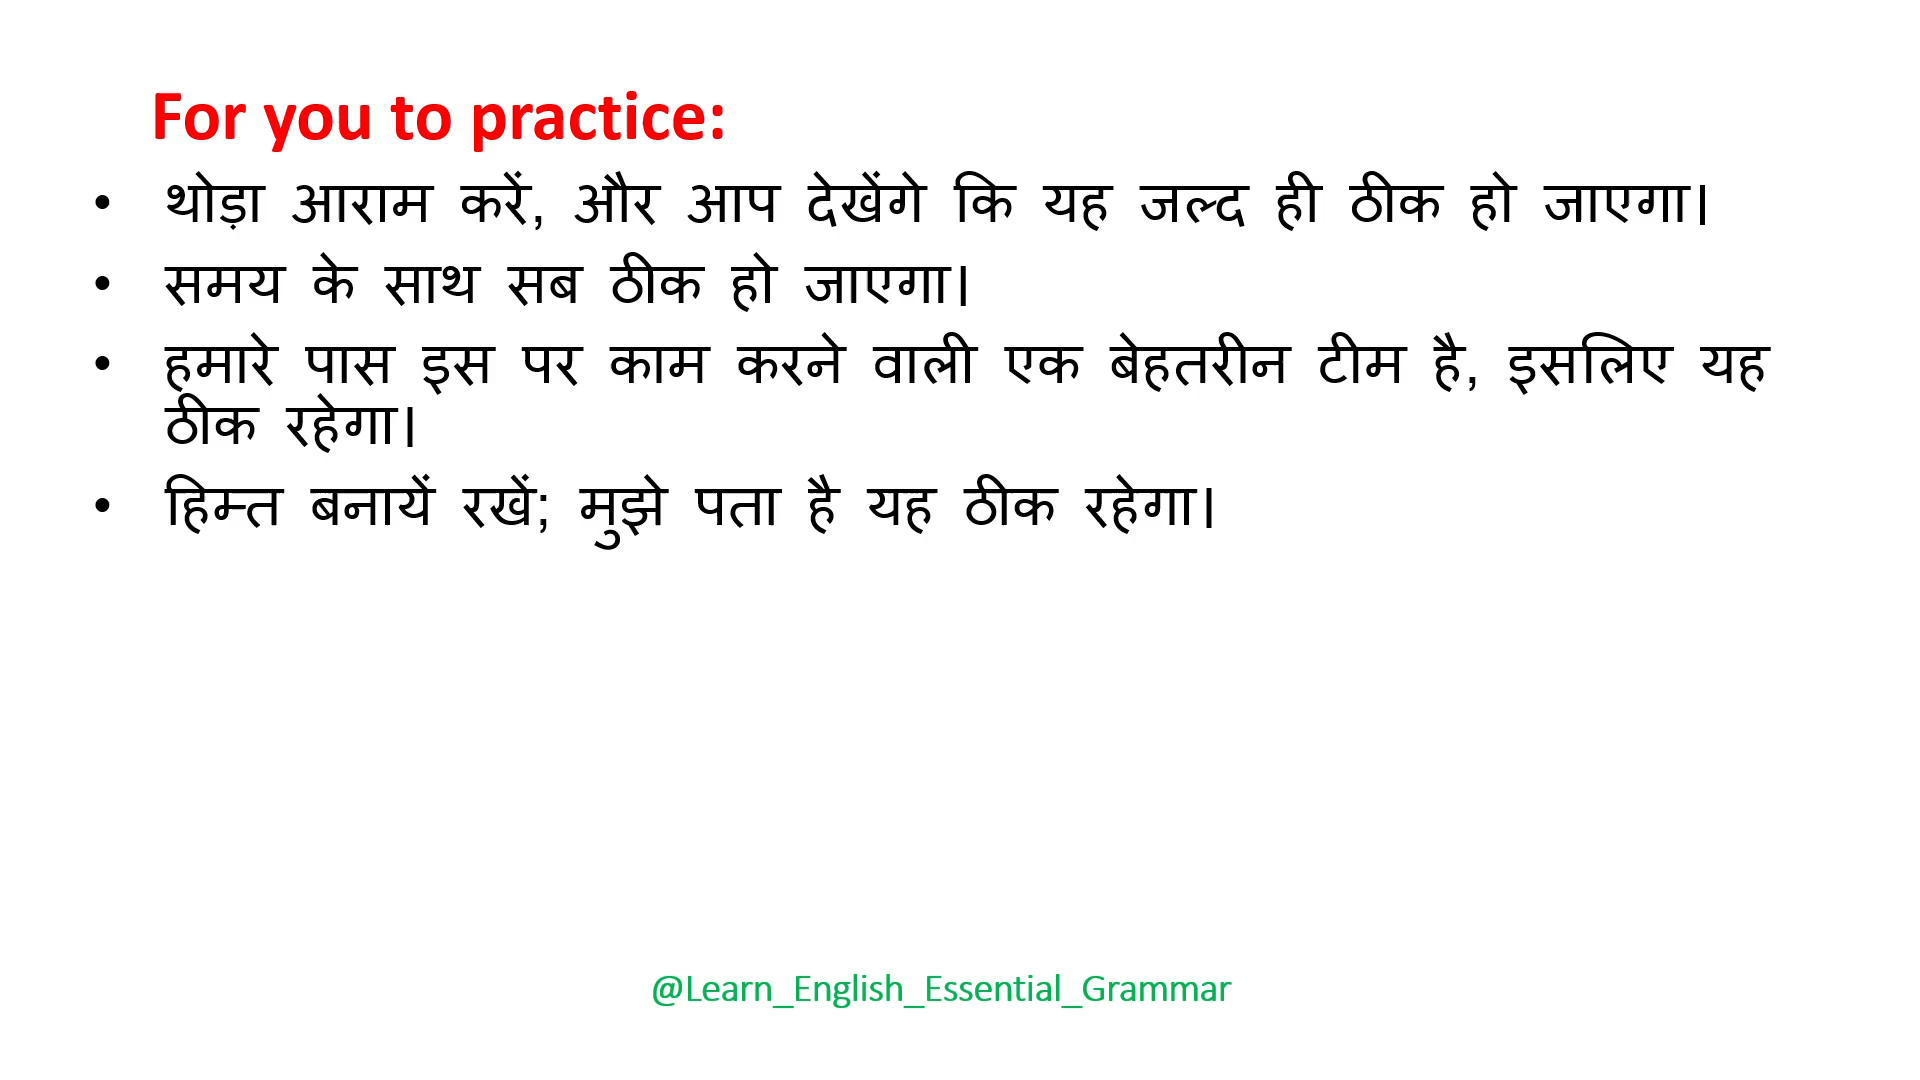 For you to practice:
• थोड़ा आराम करें, और आप देखेंगे कि यह जल्द ही ठीक हो जाएगा।
• समय के साथ सब ठीक हो जाएगा।
• हमारे पास इस पर काम करने वाली एक बेहतरीन टीम है, इसलिए यह
ठीक रहेगा।
• हिम्त बनायें रखें; मुझे पता है यह ठीक रहेगा।
@Learn_English_Essential_Grammar